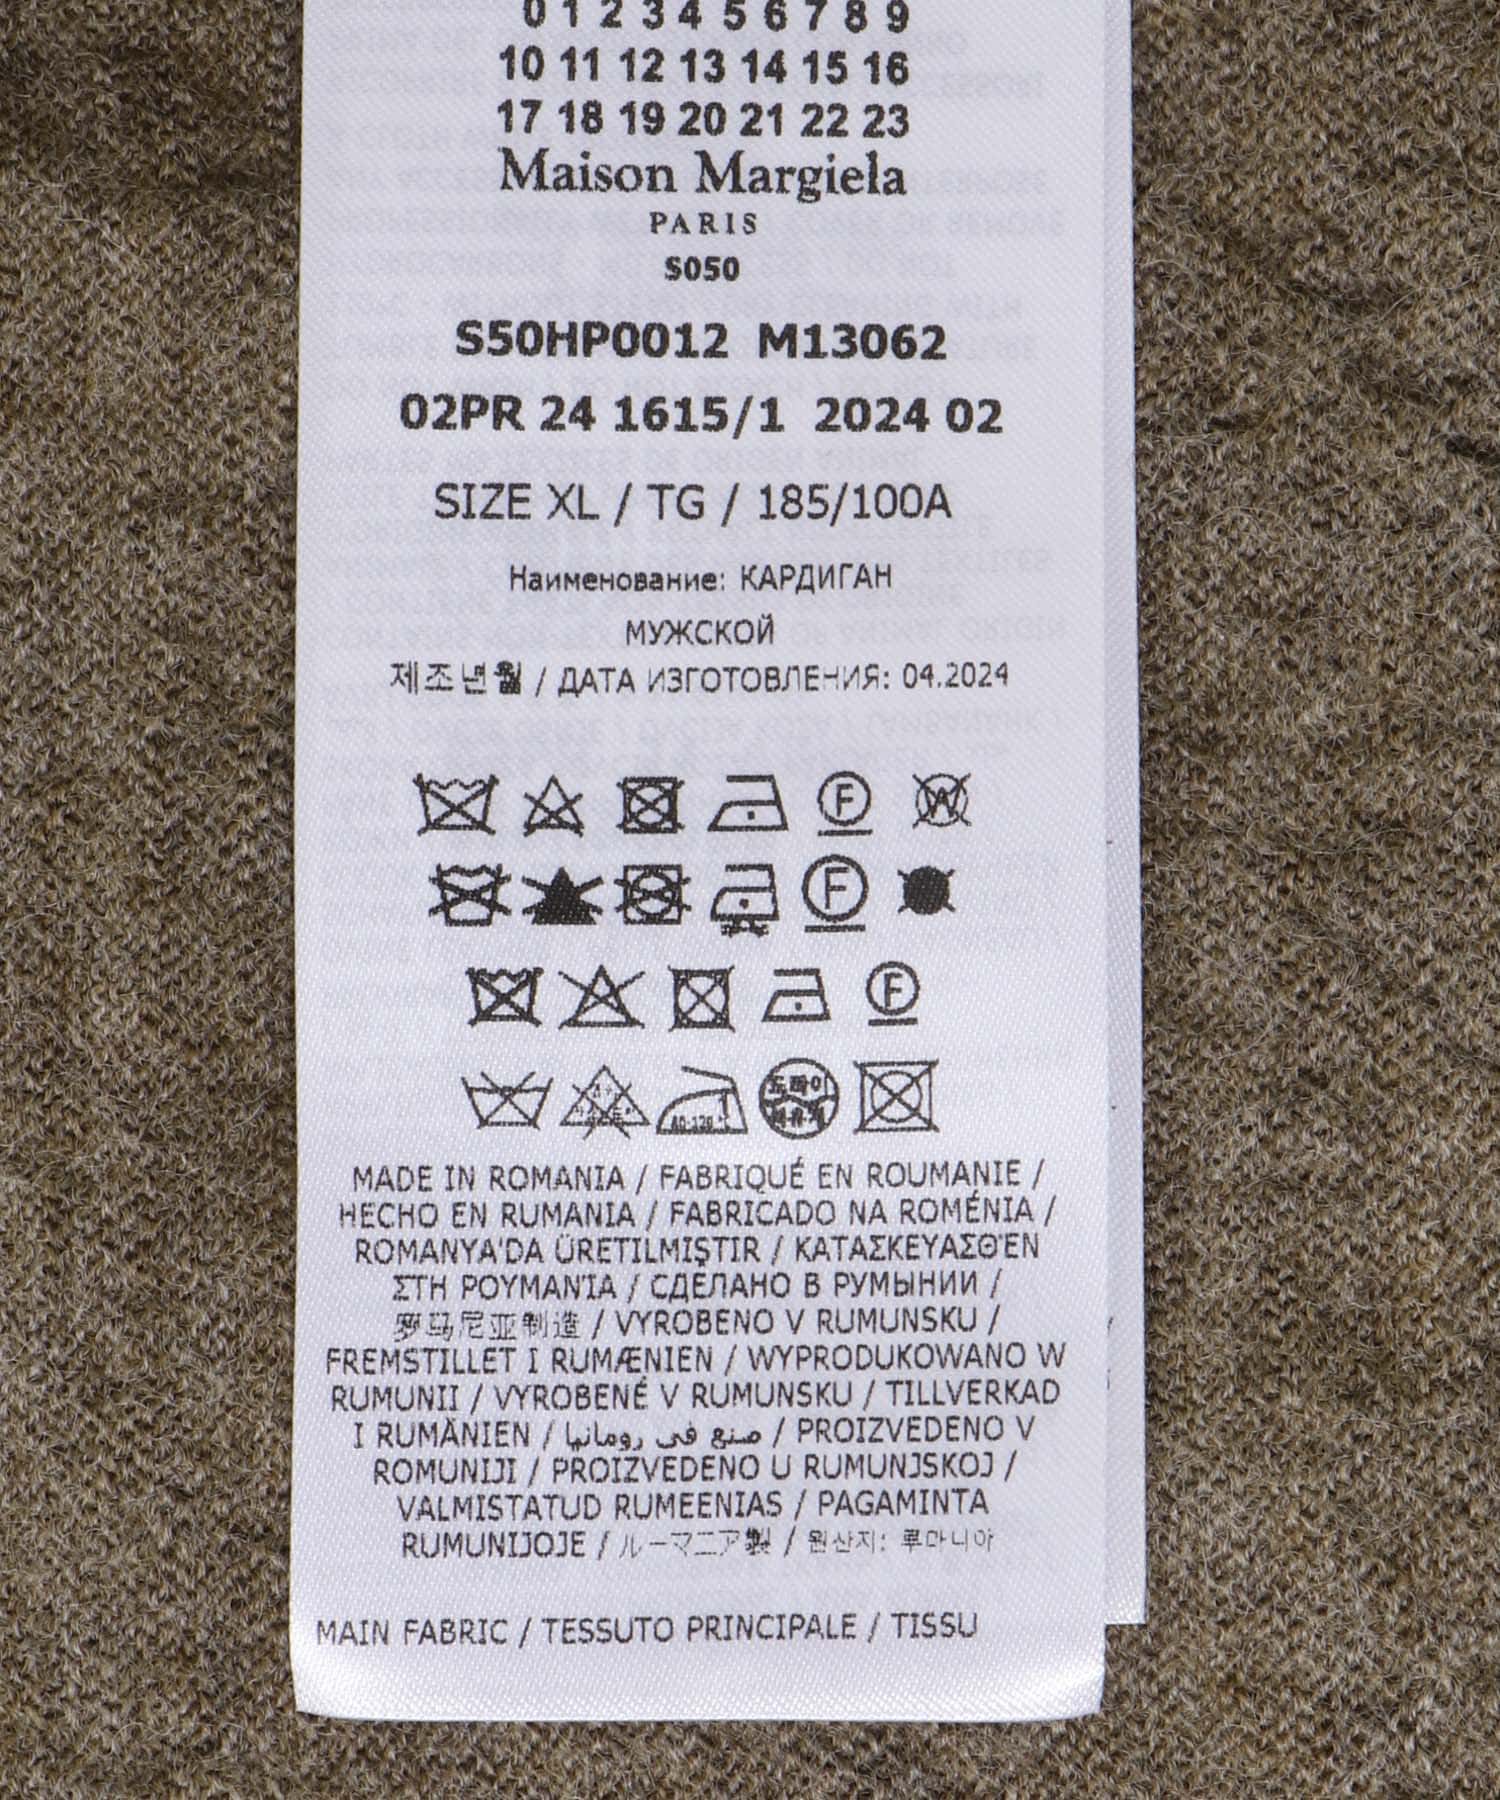 0 1 2 3 4 5 6 7 8 9
10 11 12 13 14 15 16
17 18 19 20 21 22 23
Maison Margiela
PARIS
S050
S50HP0012 M13062
02PR 24 1615/1 2024 02
SIZE XL / TG / 185/100A
Наименование: КАРДИГАН
МУЖСКОЙ
제조년월 / ДАТА ИЗГОТОВЛЕНИЯ: 04.2024
F W
F
F
MADE IN ROMANIA / FABRIQUÉ EN ROUMANIE /
HECHO EN RUMANIA / FABRICADO NA ROMÉNIA /
ROMANYA'DA ÜRETILMIŞTIR / ΚΑΤΑΣΚΕΥΑΣΘ'ΕΝ
ΣΤΗ ΡΟΥΜΑΝ'ΙΑ / СДЕЛАНО В РУМЫНИИ /
罗马尼亚制造 / VYROBENO V RUMUNSKU /
FREMSTILLET I RUMÆNIEN / WYPRODUKOWANO W
RUMUNII / VYROBENÉ V RUMUNSKU / TILLVERKAD
I RUMÄNIEN / صنع في رومانيا / PROIZVEDENO V
ROMUNIJI / PROIZVEDENO U RUMUNJSKOJ /
VALMISTATUD RUMEENIAS / PAGAMINTA
RUMUNIJOJE / ルーマニア製 / 원산지: 루마니아
MAIN FABRIC / TESSUTO PRINCIPALE / TISSU